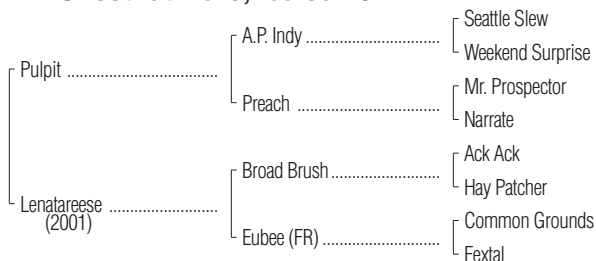 Seattle Slew
A.P. Indy ................................
Weekend Surprise
Pulpit ....................................
Mr. Prospector
Preach ..................................
Narrate
Ack Ack
Broad Brush .........................
Hay Patcher
Lenatareese .........................
(2001)
Common Grounds
Eubee (FR) ...........................
Fextal